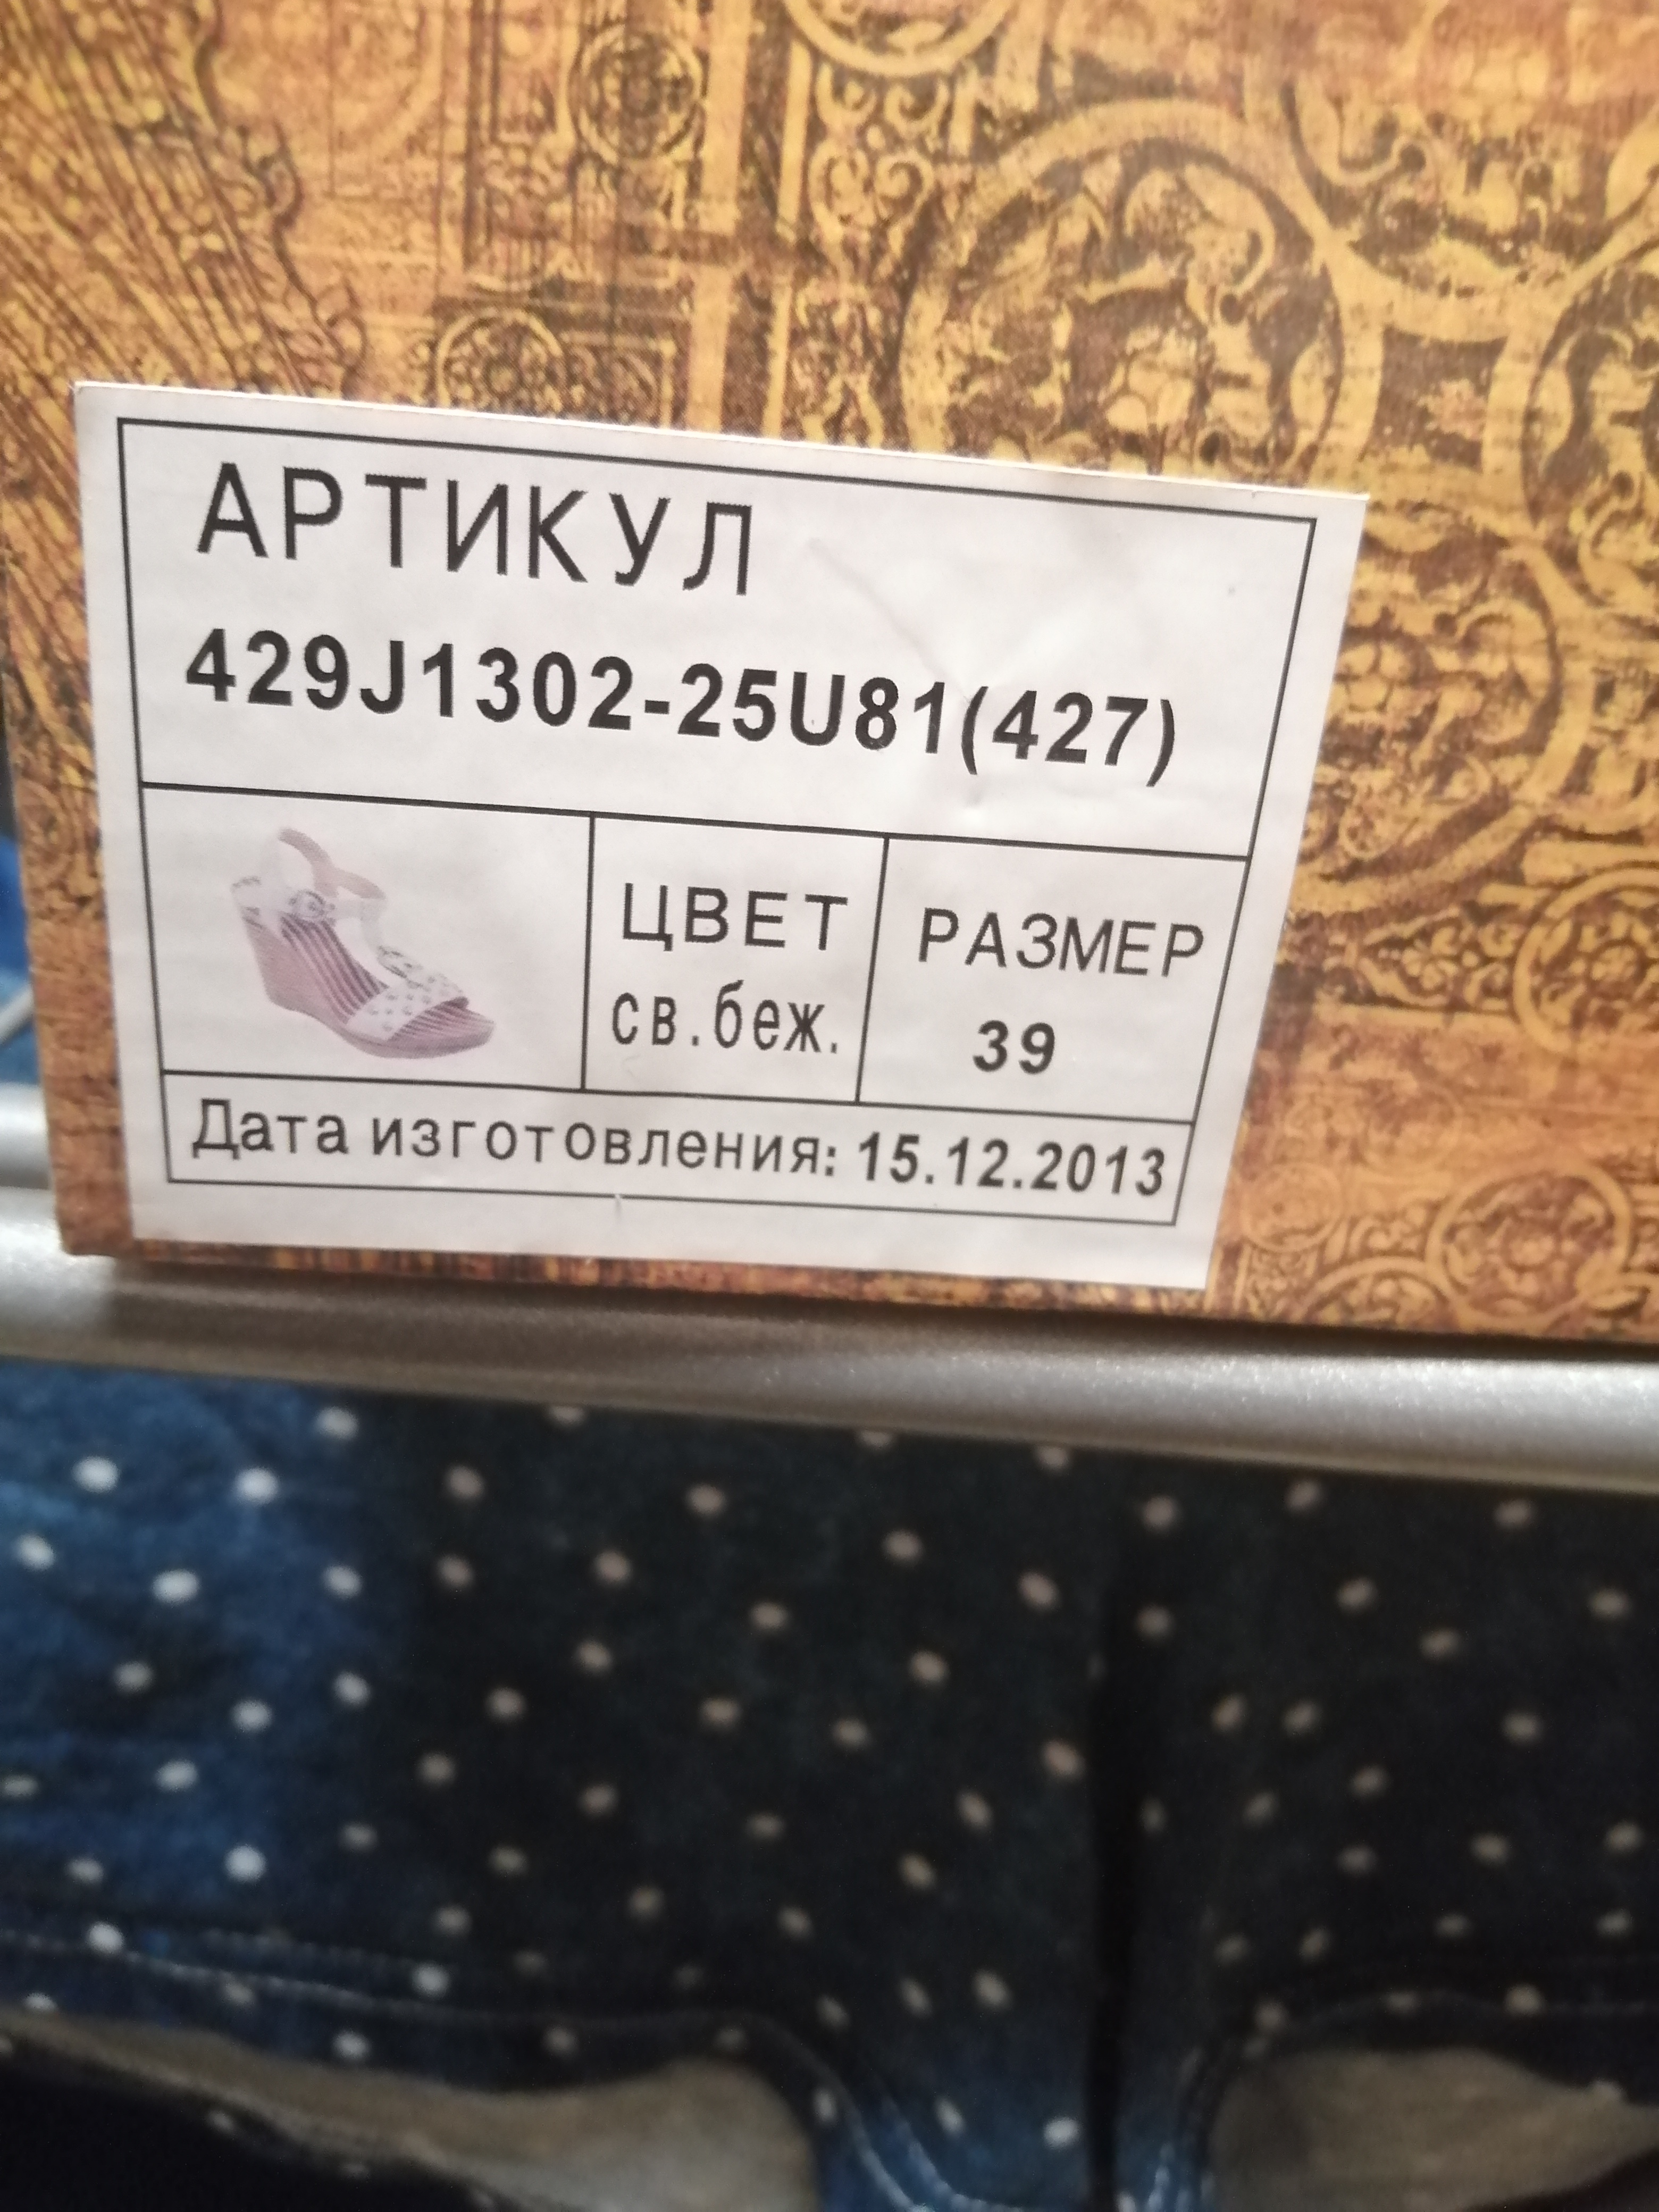 АРТИКУЛ
429J1302-25U81(427)
ЦВЕТ
св.беж.
РАЗМЕР
39
Дата изготовления: 15.12.2013